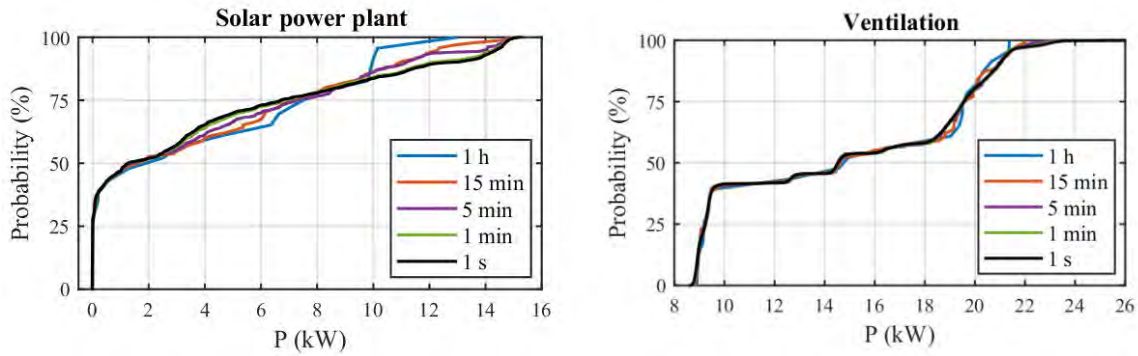 Solar power plant
Probability (%)
100
75
50
25
0
0 2 4 6 8 10 12 14 16
P (kW)
1 h
15 min
5 min
1 min
1 s
Ventilation
Probability (%)
100
75
50
25
0
8 10 12 14 16 18 20 22 24 26
P (kW)
1 h
15 min
5 min
1 min
1 s